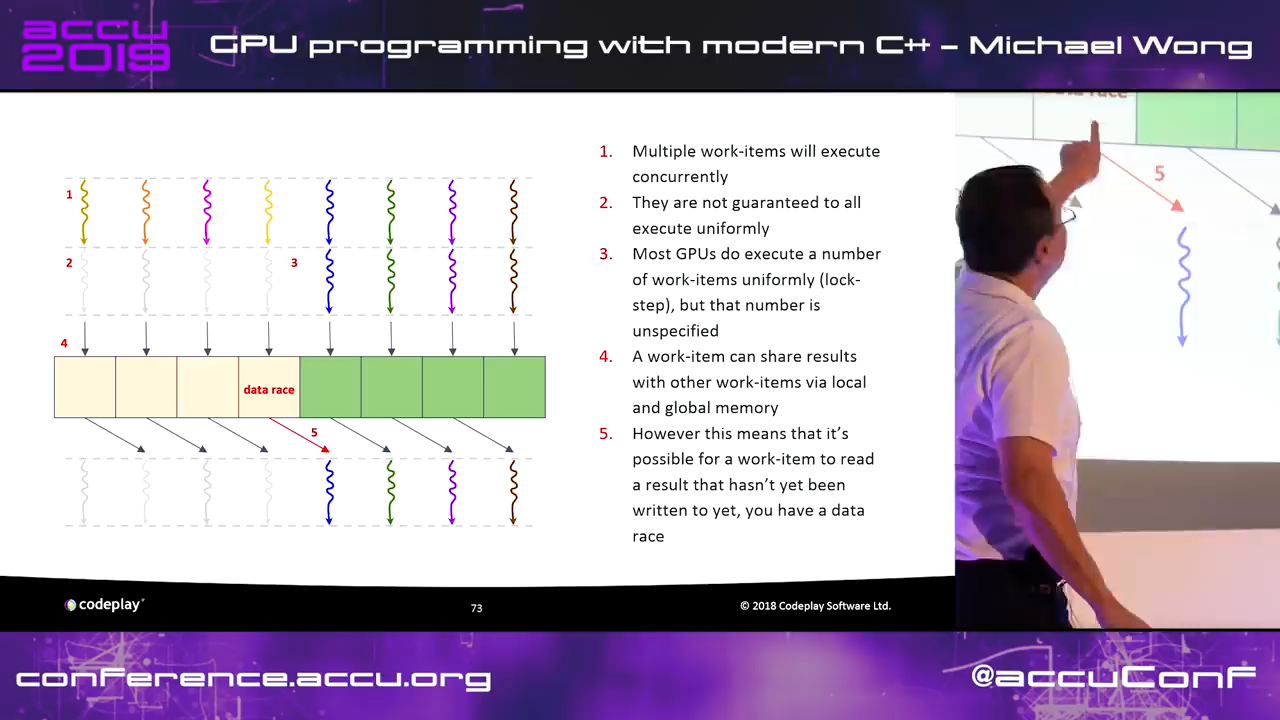 accu
2019
GPU programming with modern C++ – Michael Wong
1
2
3
4
data race
5
1. Multiple work-items will execute
concurrently
2. They are not guaranteed to all
execute uniformly
3. Most GPUs do execute a number
of work-items uniformly (lock-
step), but that number is
unspecified
4. A work-item can share results
with other work-items via local
and global memory
5. However this means that it's
possible for a work-item to read
a result that hasn't yet been
written to yet, you have a data
race
codeplay
73
© 2018 Codeplay Software Ltd.
race
5
conference.accu.org
@accuConf